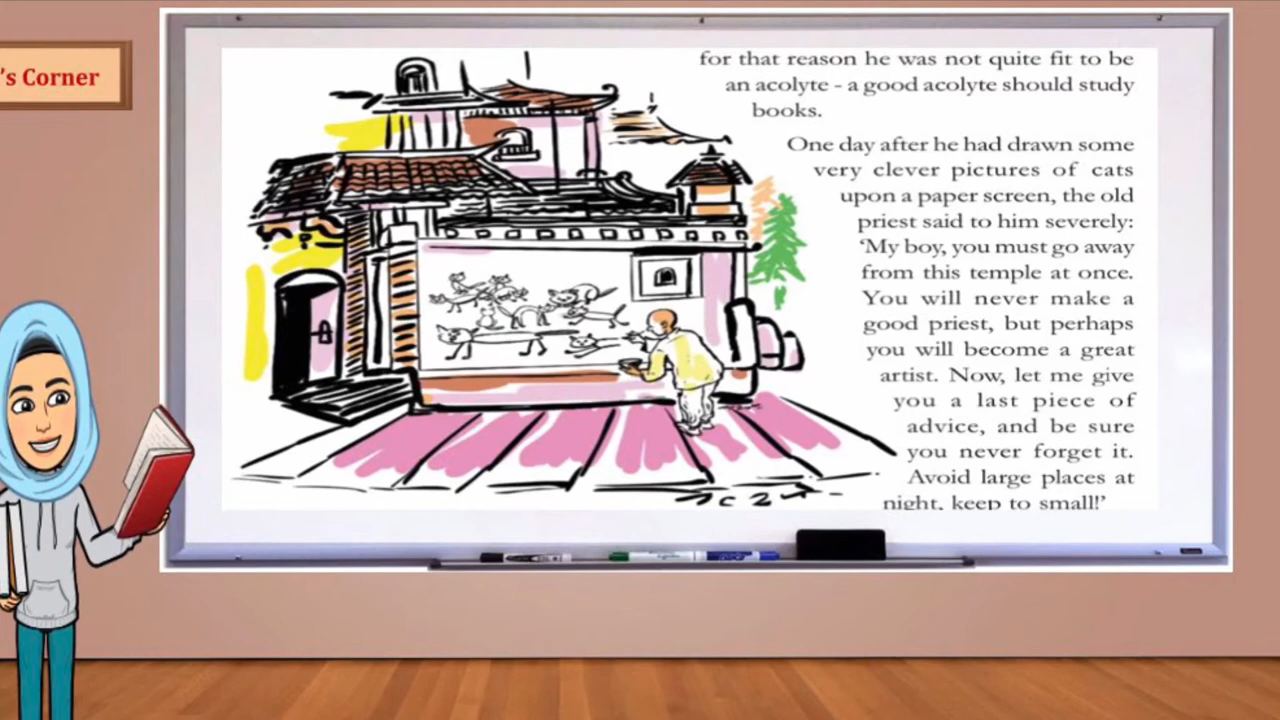 's Corner
for that reason he was not quite fit to be
an acolyte - a good acolyte should study
books.
One day after he had drawn some
very clever pictures of cats
upon a paper screen, the old
priest said to him severely:
'My boy, you must go away
from this temple at once.
You will never make a
good priest, but perhaps
you will become a great
artist. Now, let me give
you a last piece of
advice, and be sure
you never forget it.
Avoid large places at
night, keep to small!'